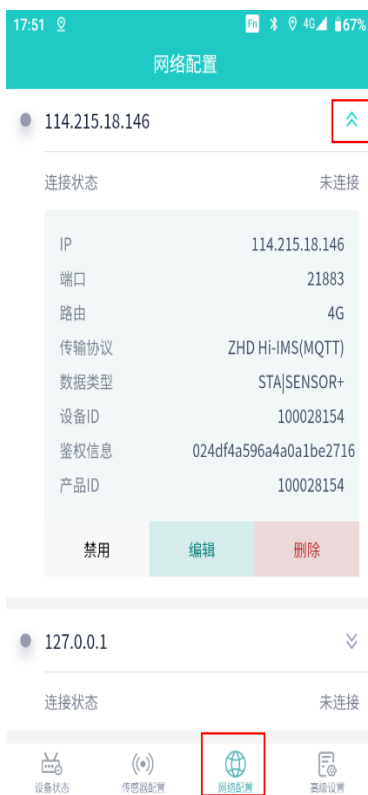 17:51 Fn 4G 67%
网络配置
114.215.18.146
连接状态 未连接
IP 114.215.18.146
端口 21883
路由 4G
传输协议 ZHD Hi-IMS(MQTT)
数据类型 STA|SENSOR+
设备ID 100028154
鉴权信息 024df4a596a4a0a1be2716
产品ID 100028154
禁用 编辑 删除
127.0.0.1
连接状态 未连接
设备状态 传感器配置 网络配置 高级设置